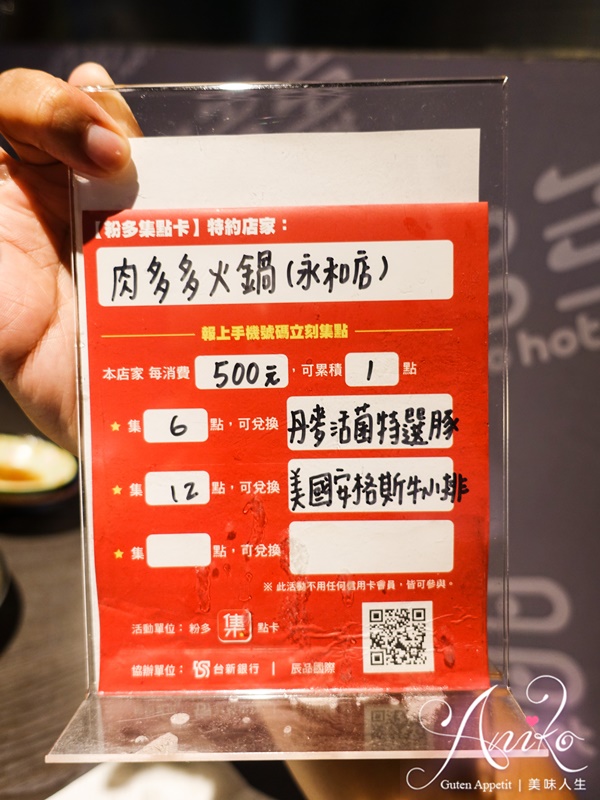 【粉多集點卡】特約店家：
肉多多火鍋(永和店)
報上手機號碼立刻集點
本店家 每消費 500元，可累積 1 點
★ 集 6 點，可兌換 丹麥活菌特選豚
★ 集 12 點，可兌換 美國安格斯牛小排
★ 集 點，可兌換
※ 此活動不用任何信用卡會員，皆可參與。
活動單位：粉多 集 點卡
協辦單位： 台新銀行 | 辰品國際
hot
Aniko
Guten Appetit | 美味人生